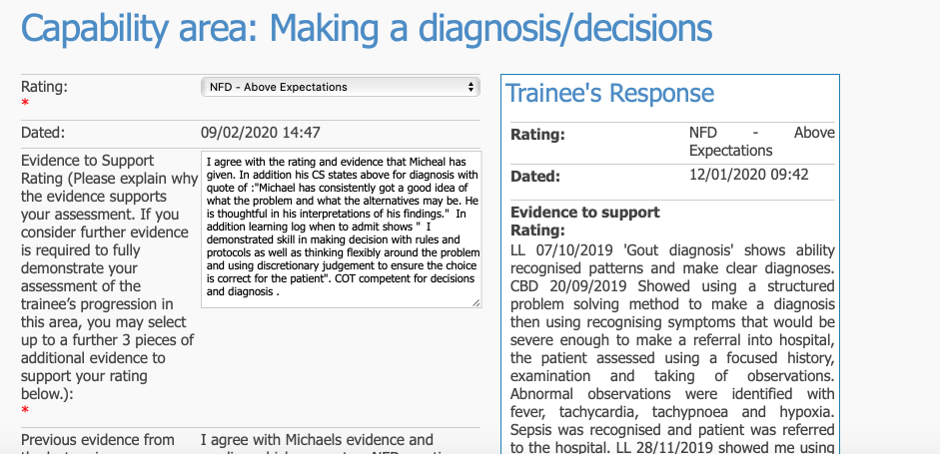 Capability area: Making a diagnosis/decisions
Rating:
*
NFD - Above Expectations
Dated:
09/02/2020 14:47
Evidence to Support
Rating (Please explain why
the evidence supports
your assessment. If you
consider further evidence
is required to fully
demonstrate your
assessment of the
trainee's progression in
this area, you may select
up to a further 3 pieces of
additional evidence to
support your rating
below.):
*
I agree with the rating and evidence that Micheal has
given. In addition his CS states above for diagnosis with
quote of :"Michael has consistently got a good idea of
what the problem and what the alternatives may be. He
is thoughtful in his interpretations of his findings." In
addition learning log when to admit shows " I
demonstrated skill in making decision with rules and
protocols as well as thinking flexibly around the problem
and using discretionary judgement to ensure the choice
is correct for the patient". COT competent for decisions
and diagnosis .
Previous evidence from
I agree with Michaels evidence and
Trainee's Response
Rating:
NFD - Above
Expectations
Dated:
12/01/2020 09:42
Evidence to support
Rating:
LL 07/10/2019 'Gout diagnosis' shows ability
recognised patterns and make clear diagnoses.
CBD 20/09/2019 Showed using a structured
problem solving method to make a diagnosis
then using recognising symptoms that would be
severe enough to make a referral into hospital,
the patient assessed using a focused history,
examination and taking of observations.
Abnormal observations were identified with
fever, tachycardia, tachypnoea and hypoxia.
Sepsis was recognised and patient was referred
to the hospital. LL 28/11/2019 showed me using